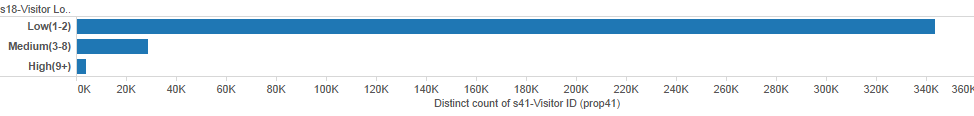 s18-Visitor Lo..
Low(1-2)
Medium(3-8)
High(9+)
0K 20K 40K 60K 80K 100K 120K 140K 160K 180K 200K 220K 240K 260K 280K 300K 320K 340K 360K
Distinct count of s41-Visitor ID (prop41)